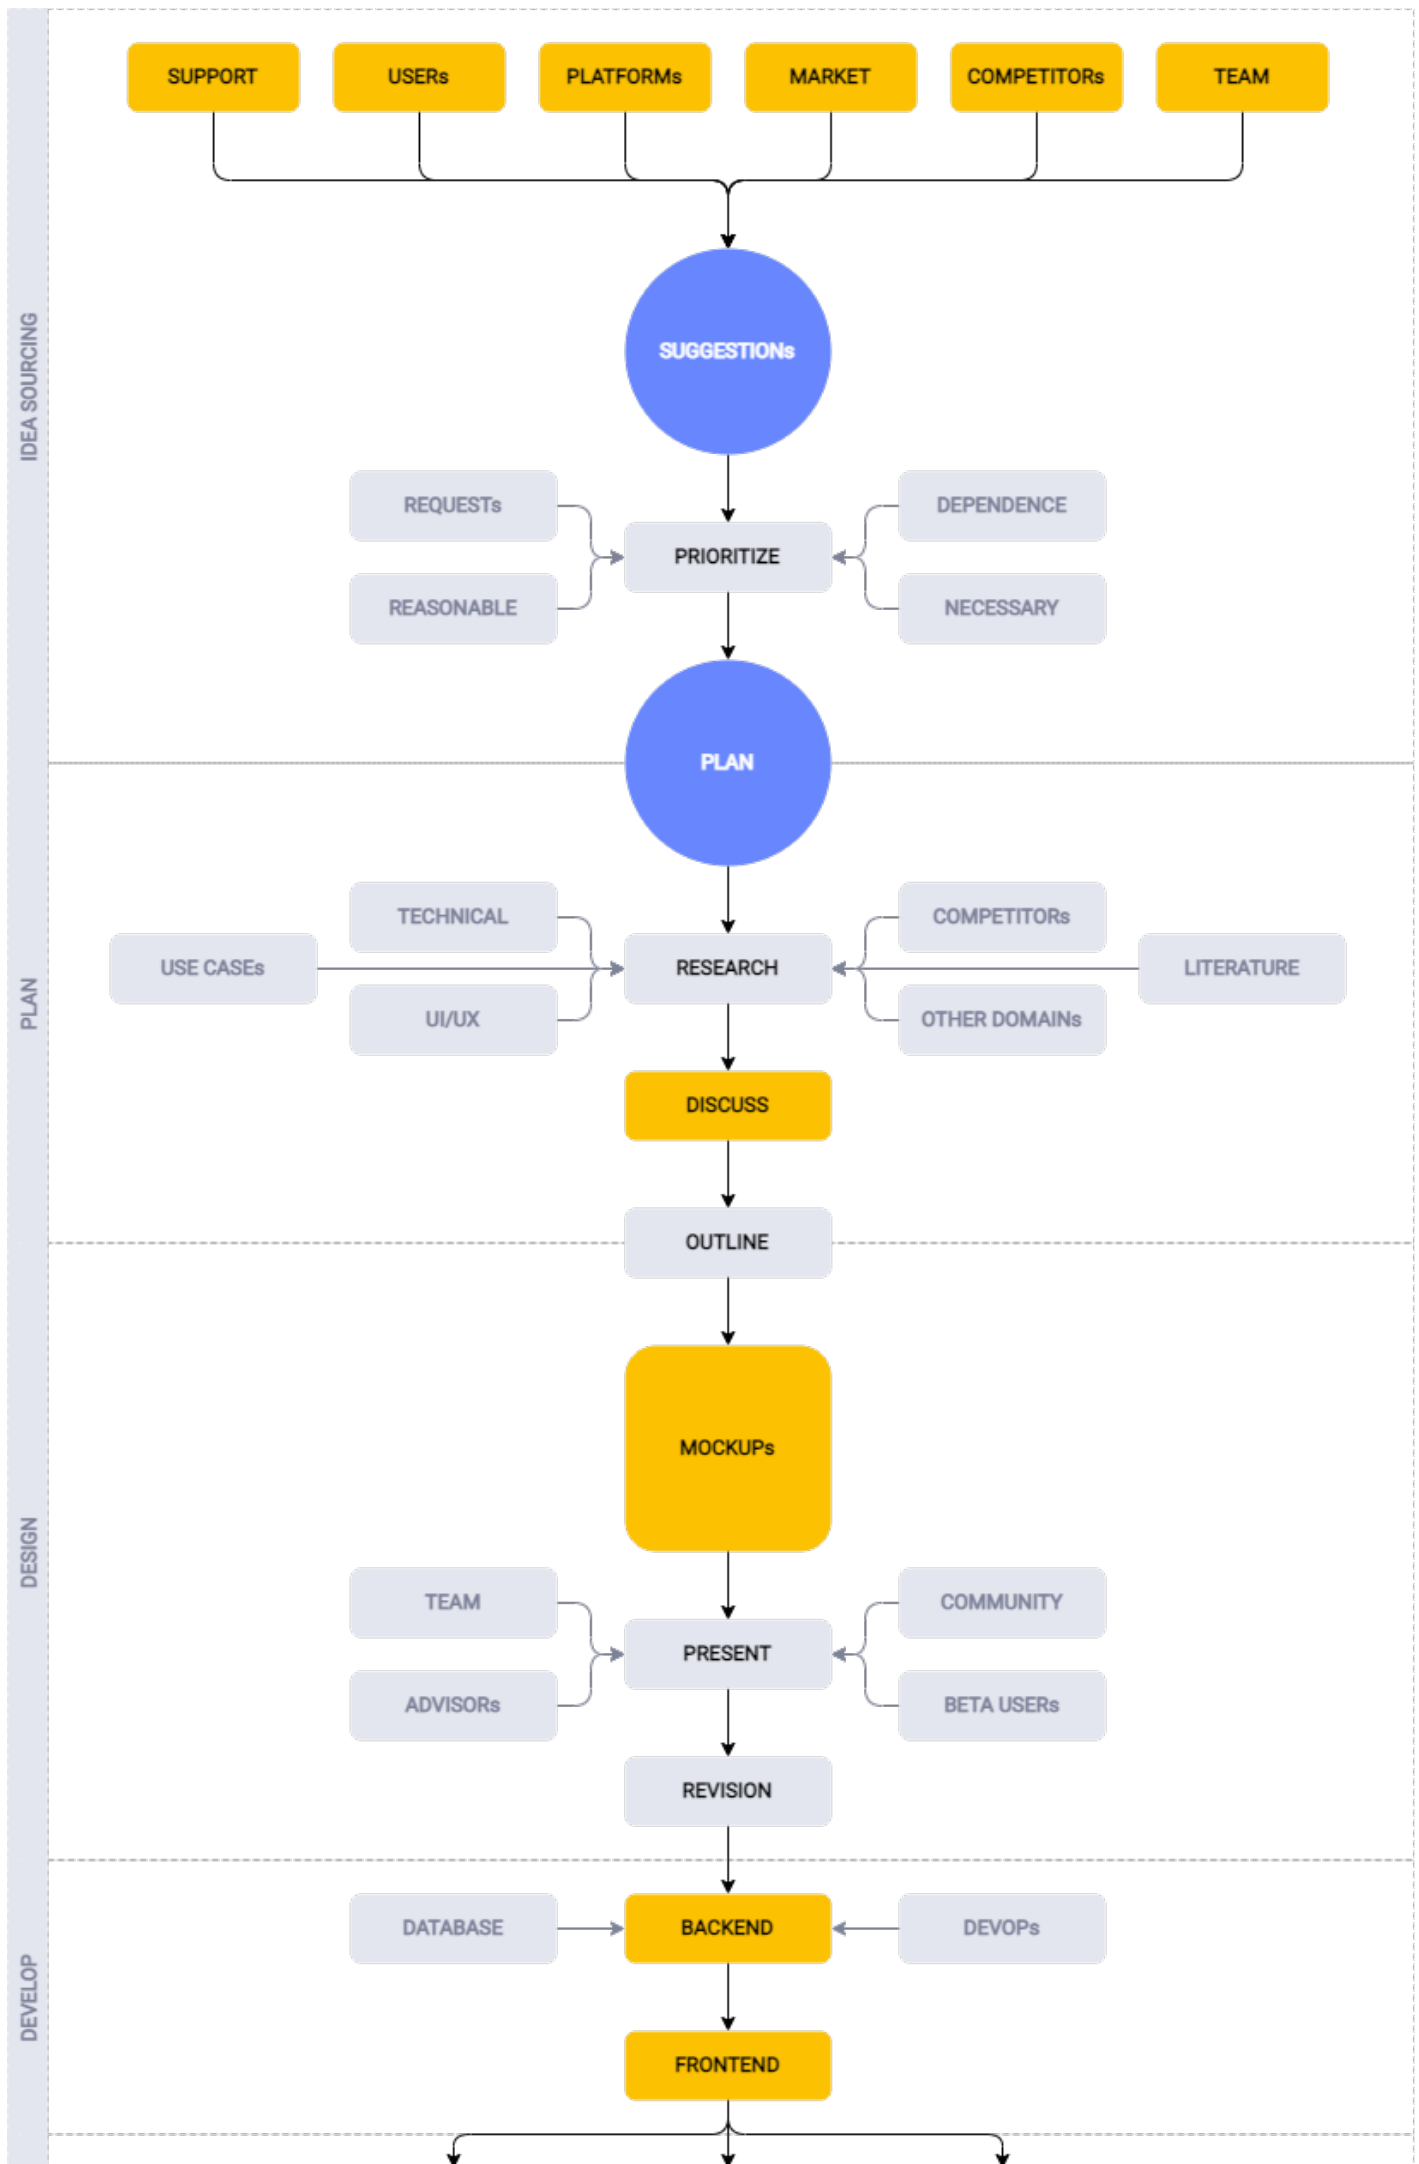 SUPPORT
USERs
PLATFORMs
MARKET
COMPETITORs
TEAM
IDEA SOURCING
SUGGESTIONs
REQUESTs
DEPENDENCE
PRIORITIZE
REASONABLE
NECESSARY
PLAN
PLAN
TECHNICAL
COMPETITORs
USE CASEs
RESEARCH
LITERATURE
UI/UX
OTHER DOMAINs
DISCUSS
OUTLINE
DESIGN
MOCKUPs
TEAM
COMMUNITY
PRESENT
ADVISORs
BETA USERs
REVISION
DEVELOP
DATABASE
BACKEND
DEVOPs
FRONTEND